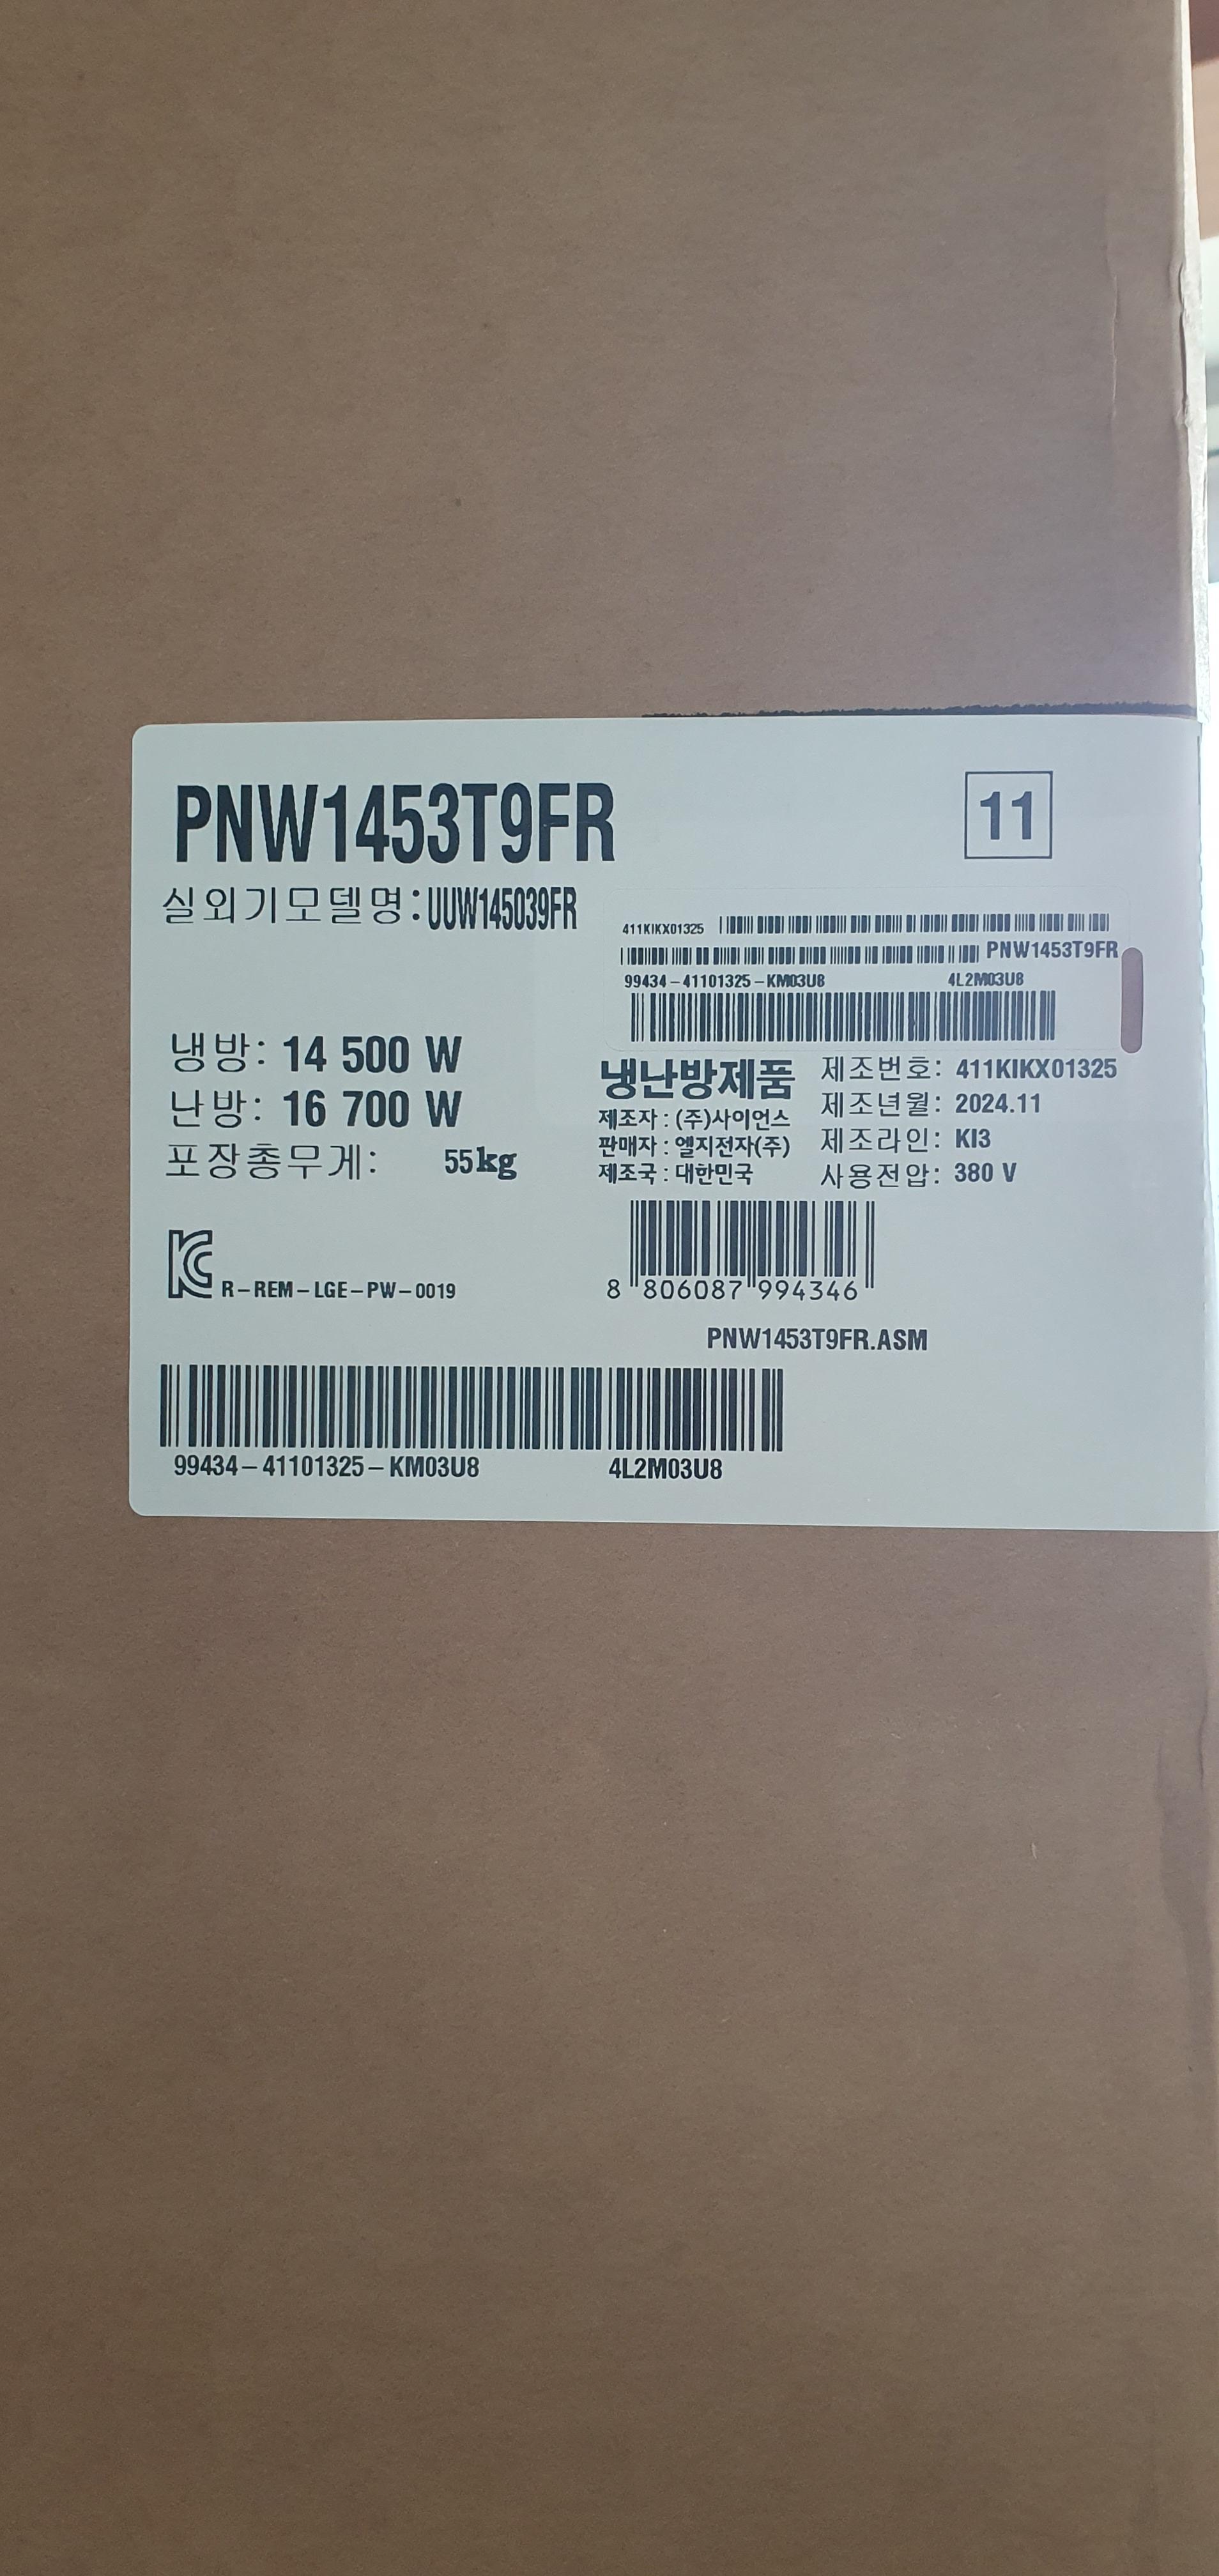 PNW1453T9FR
11
실외기모델명:UUW145039FR
411KIKX01325
PNW1453T9FR
99434-41101325-KM03U8 4L2M03U8
냉방: 14 500 W
난방: 16 700 W
포장총무게: 55kg
냉난방제품
제조자 : (주)사이언스
판매자 : 엘지전자(주)
제조국 : 대한민국
제조번호: 411KIKX01325
제조년월: 2024.11
제조라인: KI3
사용전압: 380 V
R-REM-LGE-PW-0019
8 806087 994346
PNW1453T9FR.ASM
99434-41101325-KM03U8 4L2M03U8